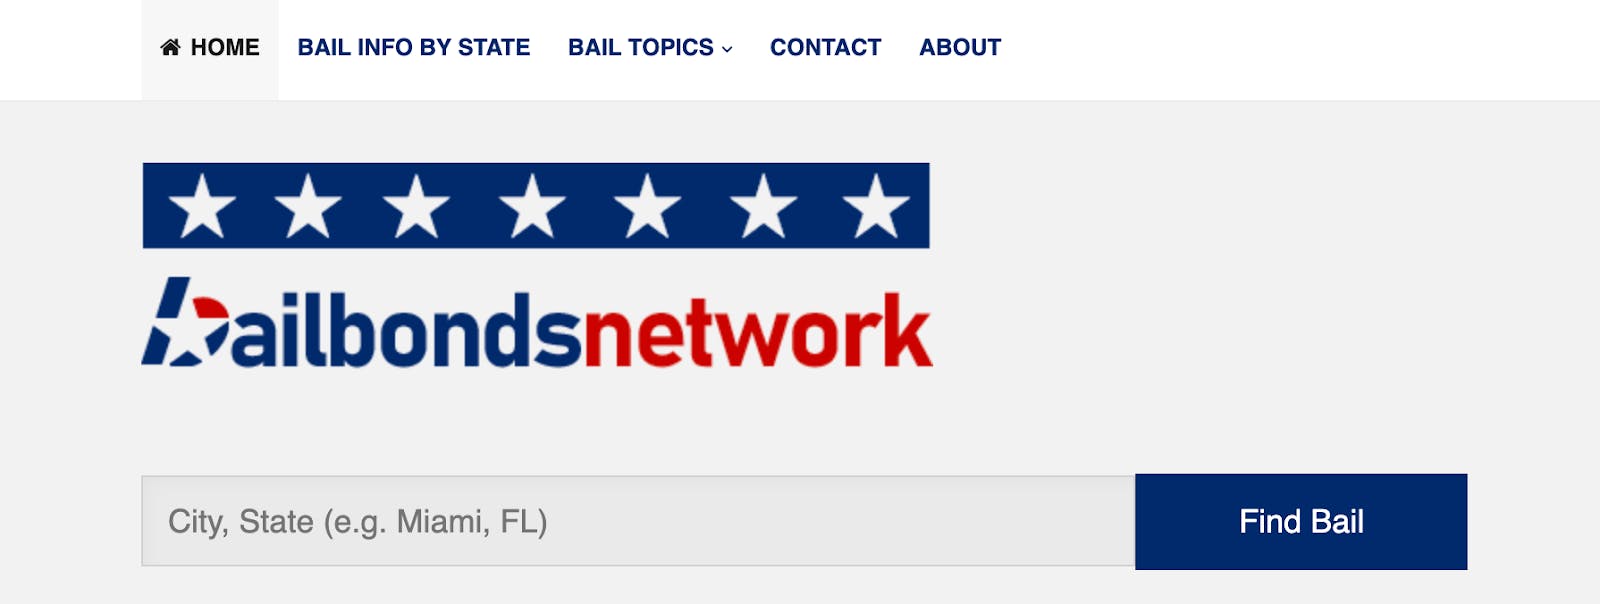 HOME BAIL INFO BY STATE BAIL TOPICS CONTACT ABOUT
bailbondsnetwork
City, State (e.g. Miami, FL) Find Bail